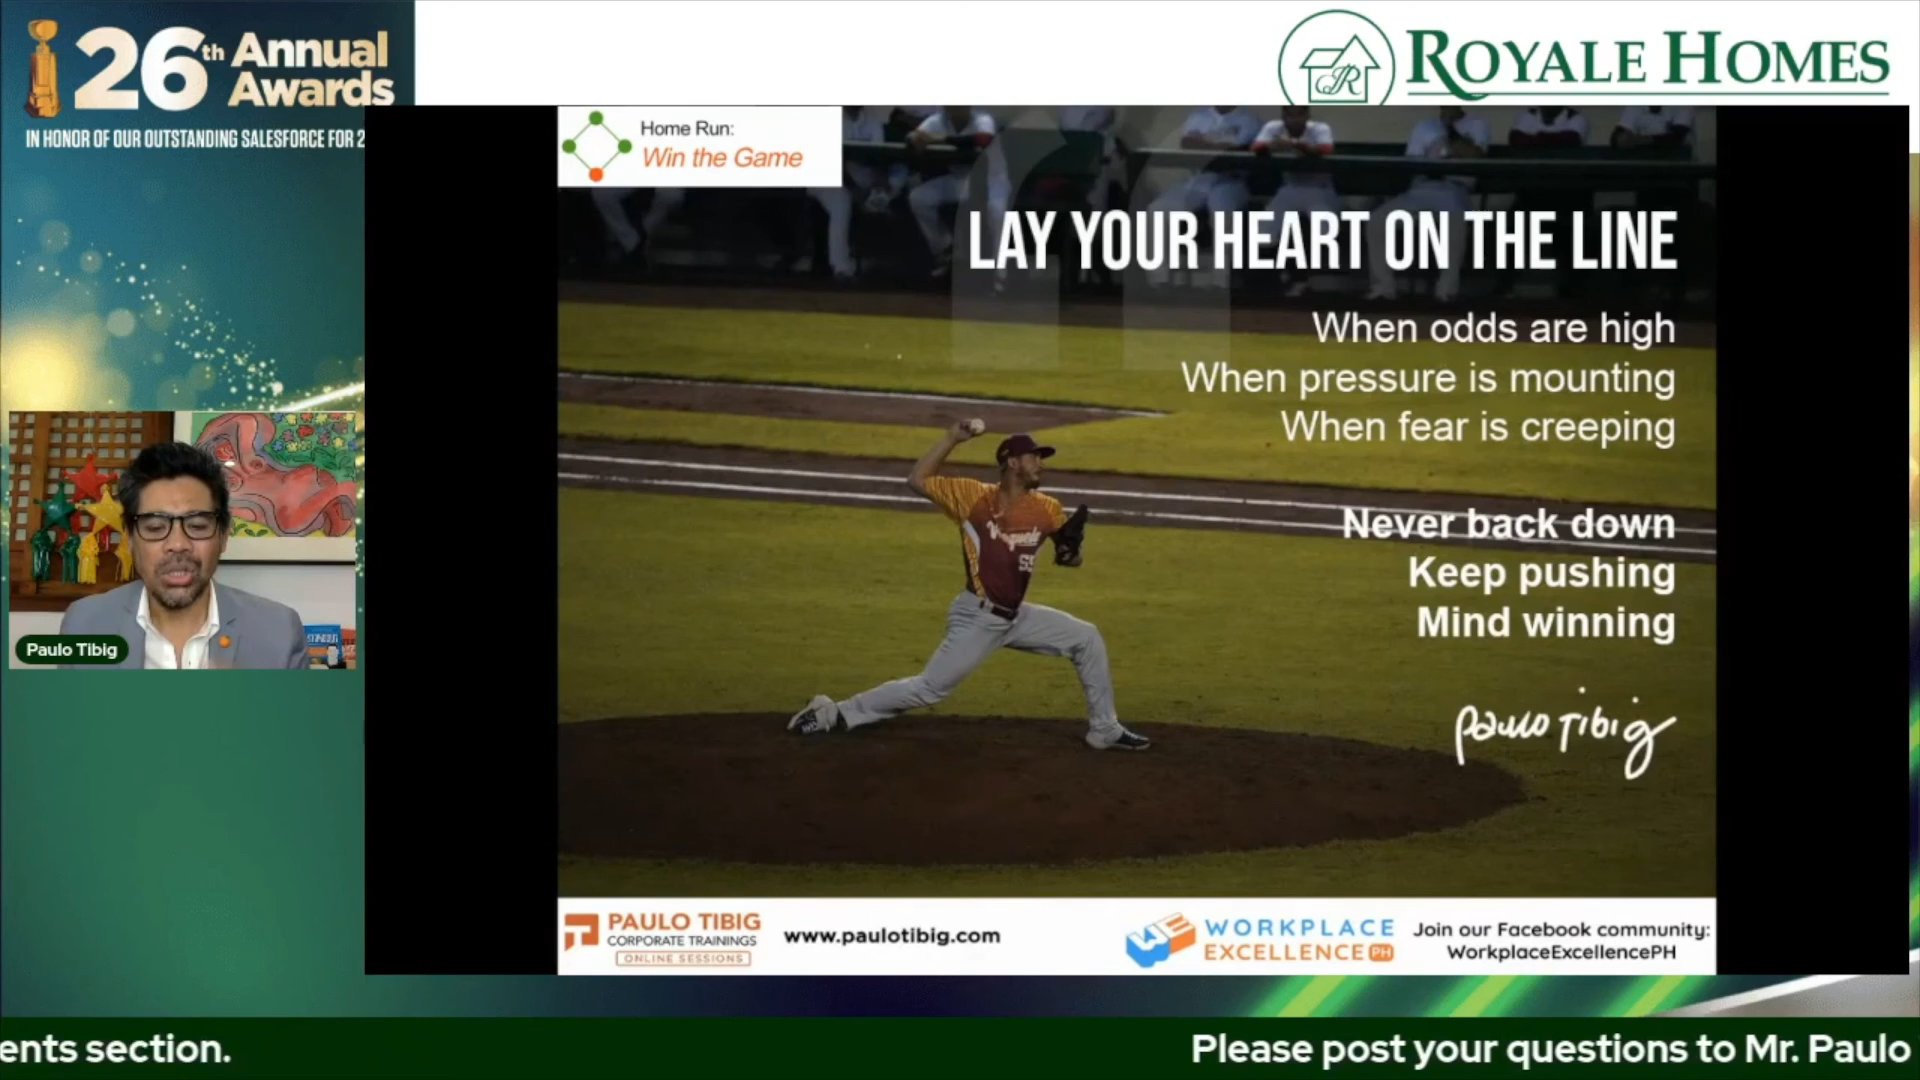 26th Annual
Awards
IN HONOR OF OUR OUTSTANDING SALESFORCE FOR 2
ROYALE HOMES
Home Run:
Win the Game
LAY YOUR HEART ON THE LINE
When odds are high
When pressure is mounting
When fear is creeping
Never back down
Keep pushing
Mind winning
Paulo Tibig
Paulo Tibig
PAULO TIBIG
CORPORATE TRAININGS
ONLINE SESSIONS
www.paulotibig.com
WE
WORKPLACE
EXCELLENCE PH
Join our Facebook community:
WorkplaceExcellencePH
ents section.
Please post your questions to Mr. Paulo